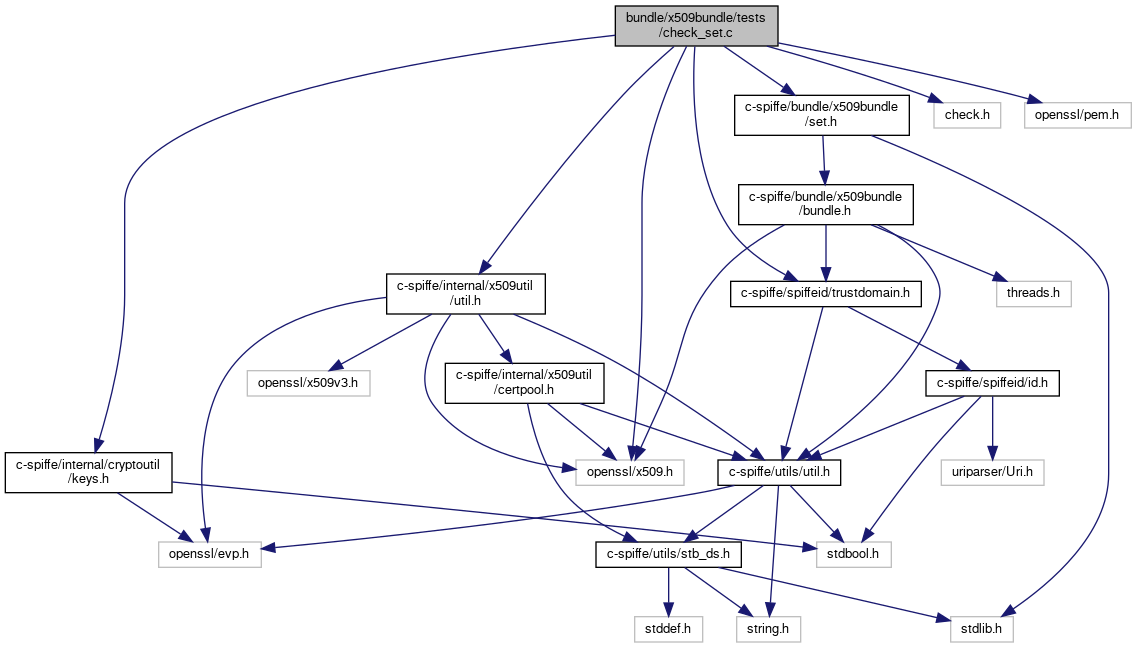 bundle/x509bundle/tests
/check_set.c
c-spiffe/bundle/x509bundle
/set.h
check.h
openssl/pem.h
c-spiffe/bundle/x509bundle
/bundle.h
c-spiffe/internal/x509util
/util.h
c-spiffe/spiffeid/trustdomain.h
threads.h
openssl/x509v3.h
c-spiffe/internal/x509util
/certpool.h
c-spiffe/spiffeid/id.h
c-spiffe/internal/cryptoutil
/keys.h
openssl/x509.h
c-spiffe/utils/util.h
uriparser/Uri.h
openssl/evp.h
c-spiffe/utils/stb_ds.h
stdbool.h
stddef.h
string.h
stdlib.h